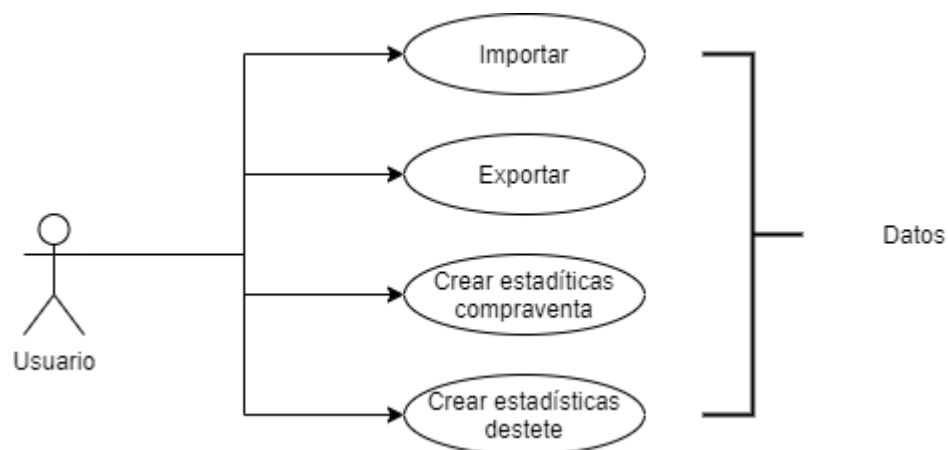 Importar
Exportar
Datos
Crear estadíticas
compraventa
Usuario
Crear estadísticas
destete